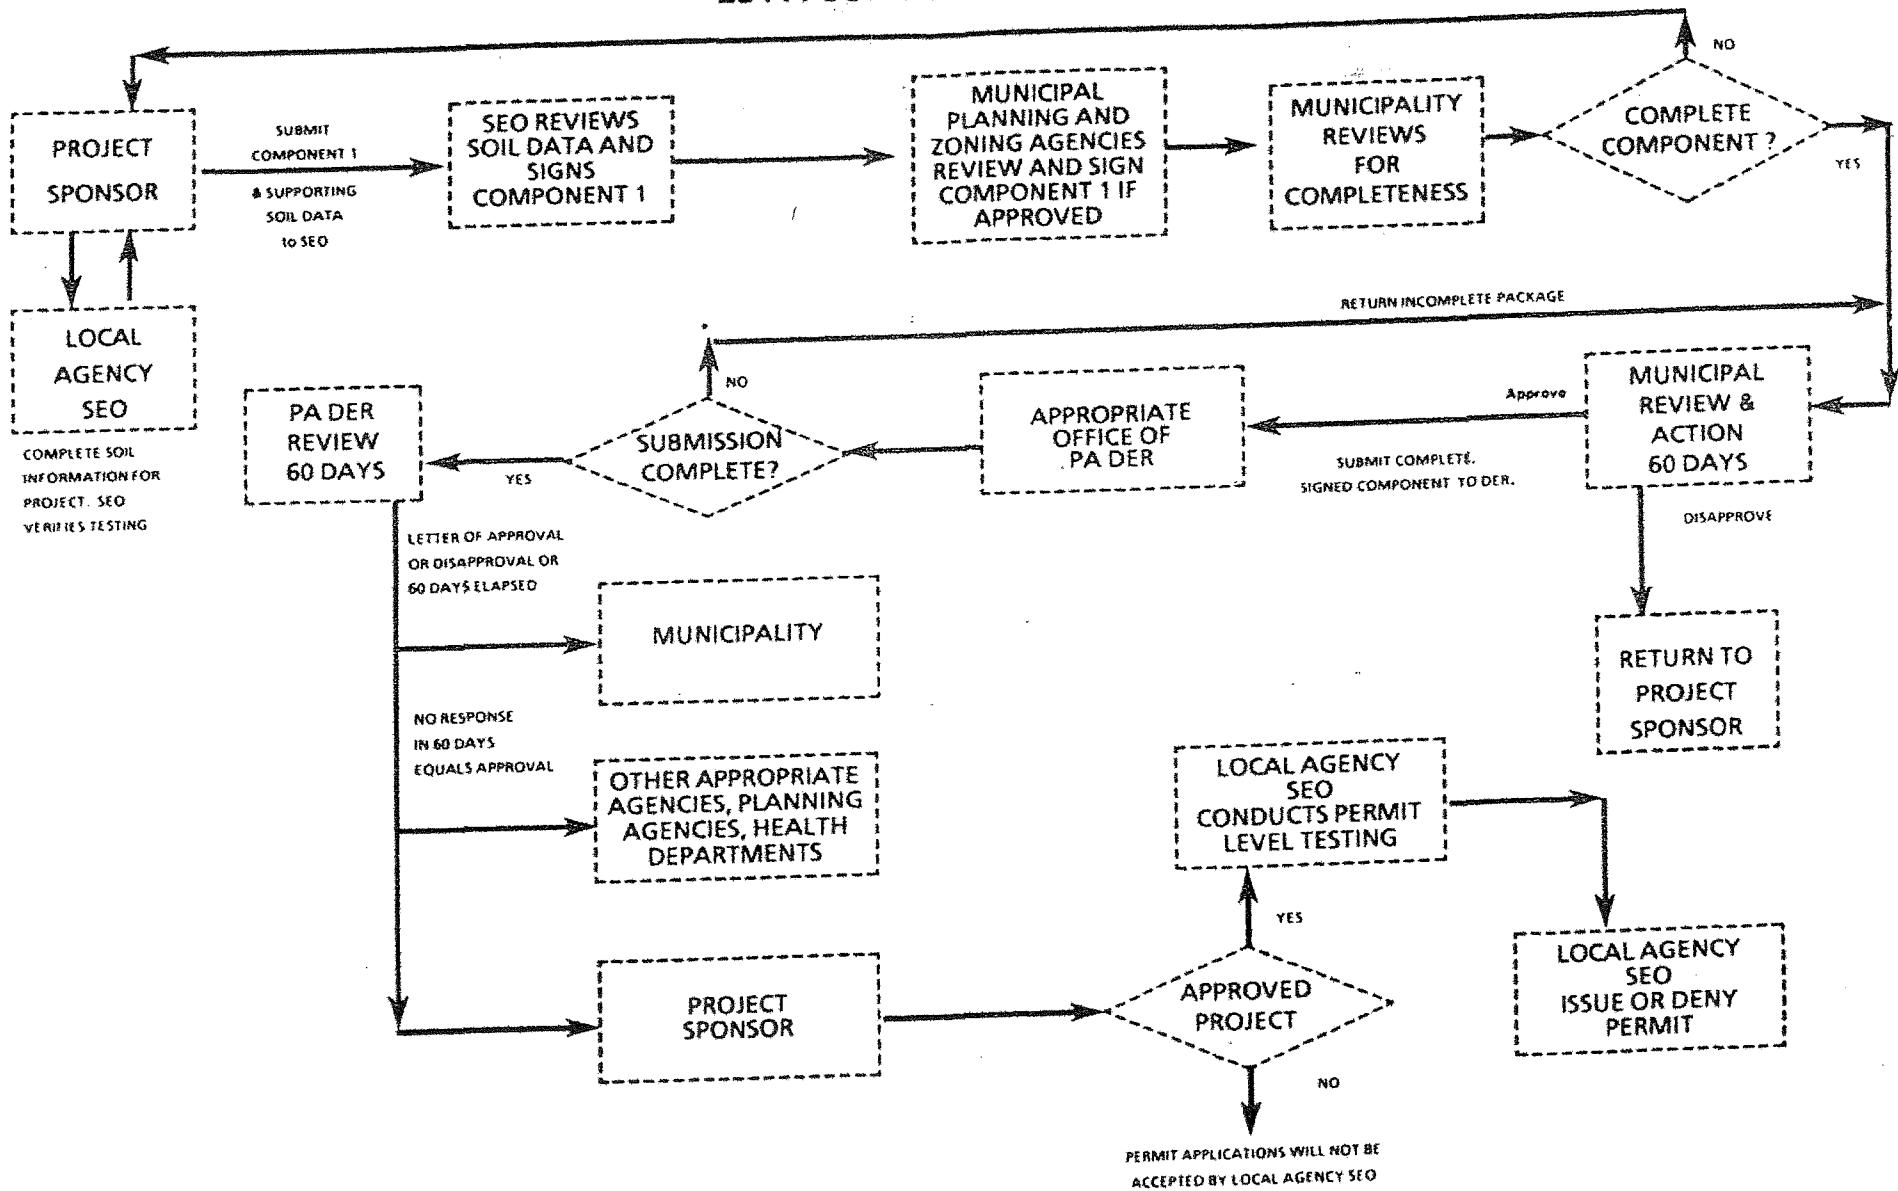 NO
PROJECT
SPONSOR
SUBMIT
COMPONENT 1
& SUPPORTING
SOIL DATA
to SEO
SEO REVIEWS
SOIL DATA AND
SIGNS
COMPONENT 1
MUNICIPAL
PLANNING AND
ZONING AGENCIES
REVIEW AND SIGN
COMPONENT 1 IF
APPROVED
MUNICIPALITY
REVIEWS
FOR
COMPLETENESS
COMPLETE
COMPONENT ?
YES
LOCAL
AGENCY
SEO
COMPLETE SOIL
INFORMATION FOR
PROJECT. SEO
VERIFIES TESTING
RETURN INCOMPLETE PACKAGE
PA DER
REVIEW
60 DAYS
YES
SUBMISSION
COMPLETE?
NO
APPROPRIATE
OFFICE OF
PA DER
Approve
SUBMIT COMPLETE,
SIGNED COMPONENT TO DER.
MUNICIPAL
REVIEW &
ACTION
60 DAYS
DISAPPROVE
RETURN TO
PROJECT
SPONSOR
LETTER OF APPROVAL
OR DISAPPROVAL OR
60 DAYS ELAPSED
MUNICIPALITY
NO RESPONSE
IN 60 DAYS
EQUALS APPROVAL
OTHER APPROPRIATE
AGENCIES, PLANNING
AGENCIES, HEALTH
DEPARTMENTS
PROJECT
SPONSOR
APPROVED
PROJECT
YES
LOCAL AGENCY
SEO
CONDUCTS PERMIT
LEVEL TESTING
LOCAL AGENCY
SEO
ISSUE OR DENY
PERMIT
NO
PERMIT APPLICATIONS WILL NOT BE
ACCEPTED BY LOCAL AGENCY SEO